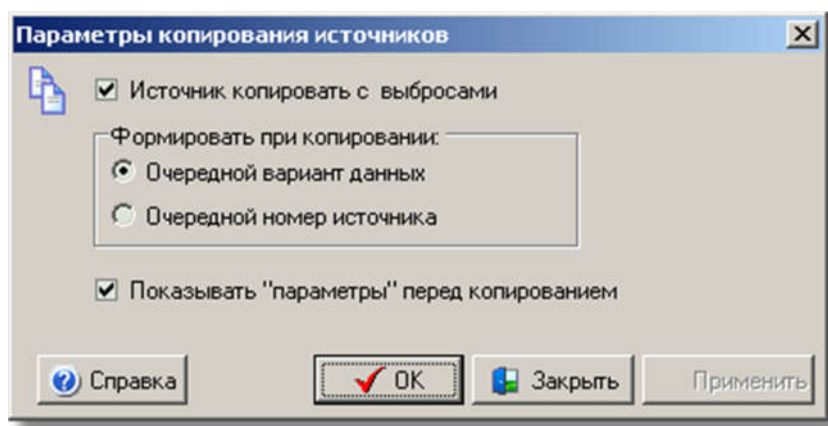 Параметры копирования источников
Источник копировать с выбросами
Формировать при копировании:
Очередной вариант данных
Очередной номер источника
Показывать "параметры" перед копированием
Справка OK Закрыть Применить